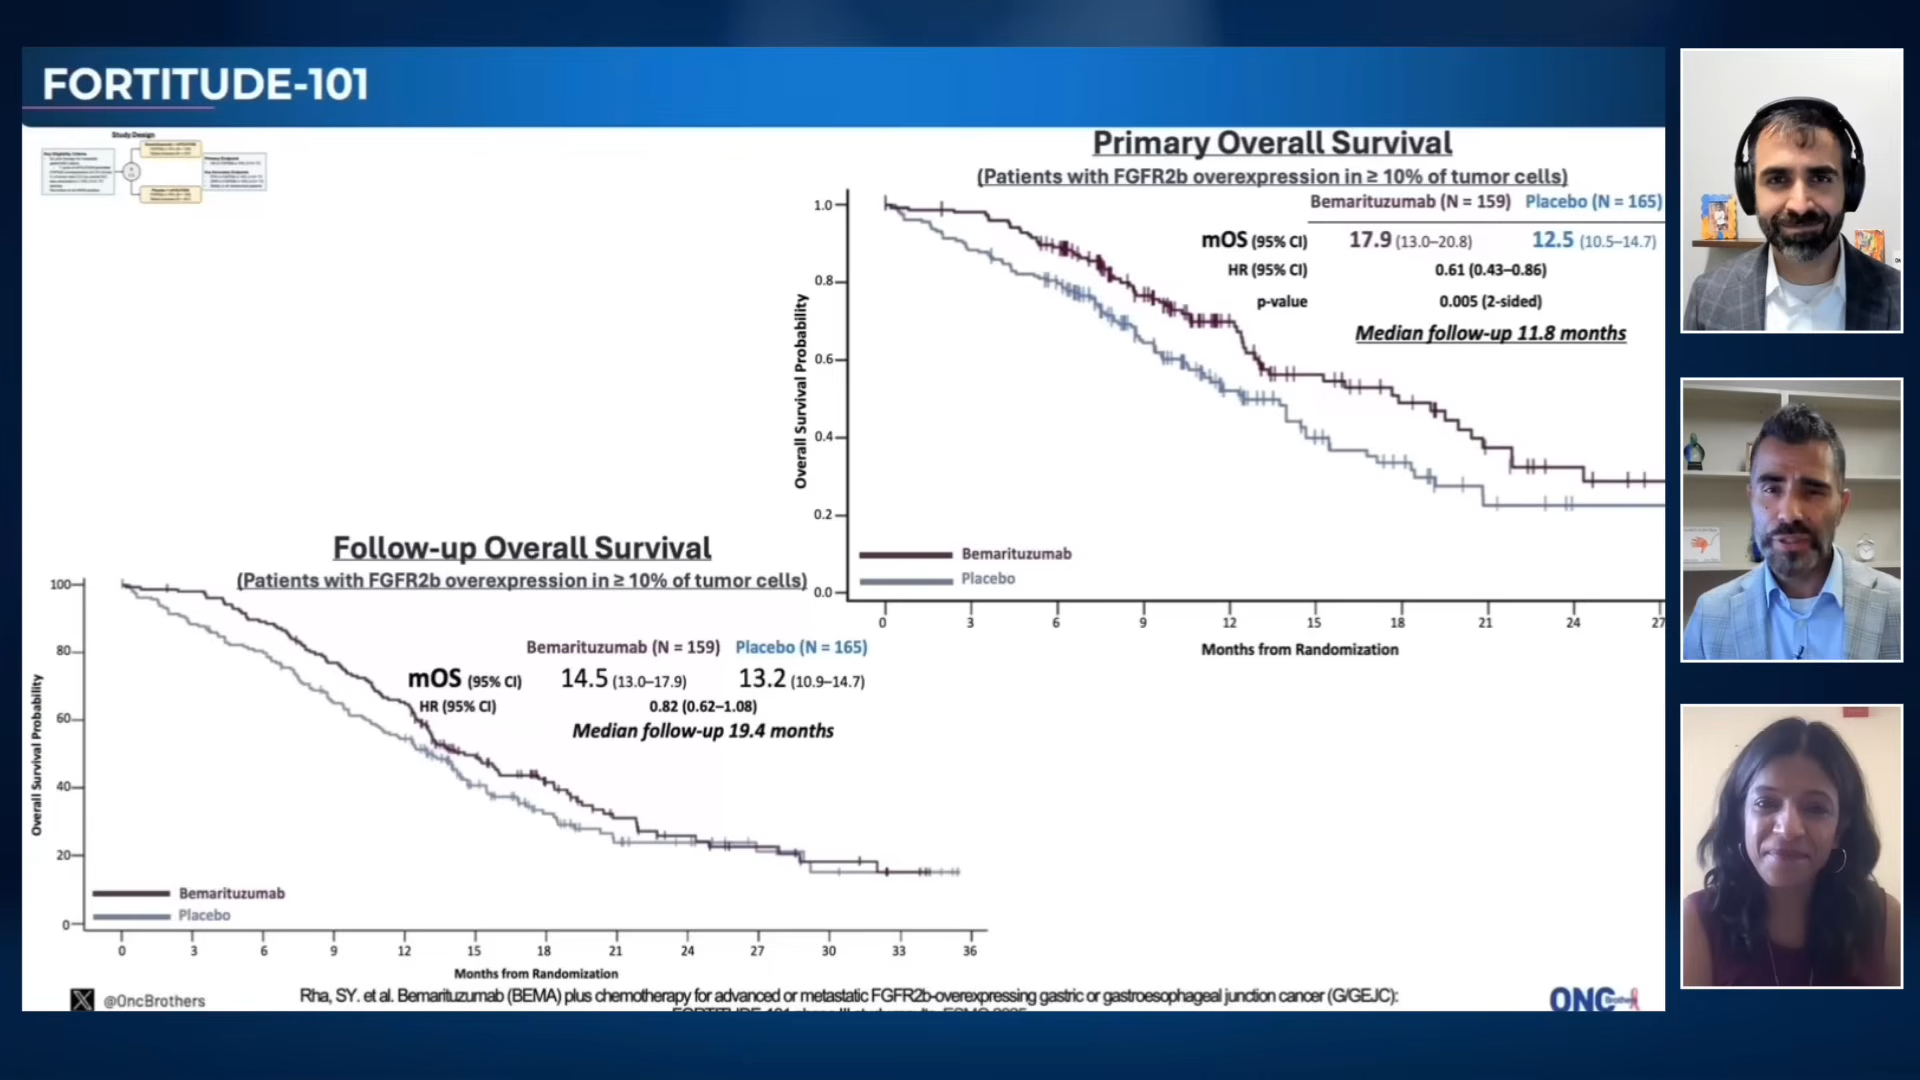 FORTITUDE-101
Study Design
Primary Overall Survival
(Patients with FGFR2b overexpression in ≥ 10% of tumor cells)
Bemarituzumab (N = 159) Placebo (N = 165)
mOS (95% CI) 17.9 (13.0–20.8) 12.5 (10.5–14.7)
HR (95% CI) 0.61 (0.43–0.86)
p-value 0.005 (2-sided)
Median follow-up 11.8 months
Overall Survival Probability
1.0
0.8
0.6
0.4
0.2
0.0
Bemarituzumab
Placebo
0 3 6 9 12 15 18 21 24 27
Months from Randomization
Follow-up Overall Survival
(Patients with FGFR2b overexpression in ≥ 10% of tumor cells)
Bemarituzumab (N = 159) Placebo (N = 165)
mOS (95% CI) 14.5 (13.0–17.9) 13.2 (10.9–14.7)
HR (95% CI) 0.82 (0.62–1.08)
Median follow-up 19.4 months
Overall Survival Probability
100
80
60
40
20
0
Bemarituzumab
Placebo
0 3 6 9 12 15 18 21 24 27 30 33 36
Months from Randomization
@OncBrothers
Rha, SY. et al. Bemarituzumab (BEMA) plus chemotherapy for advanced or metastatic FGFR2b-overexpressing gastric or gastroesophageal junction cancer (G/GEJC):
ONC Brothers